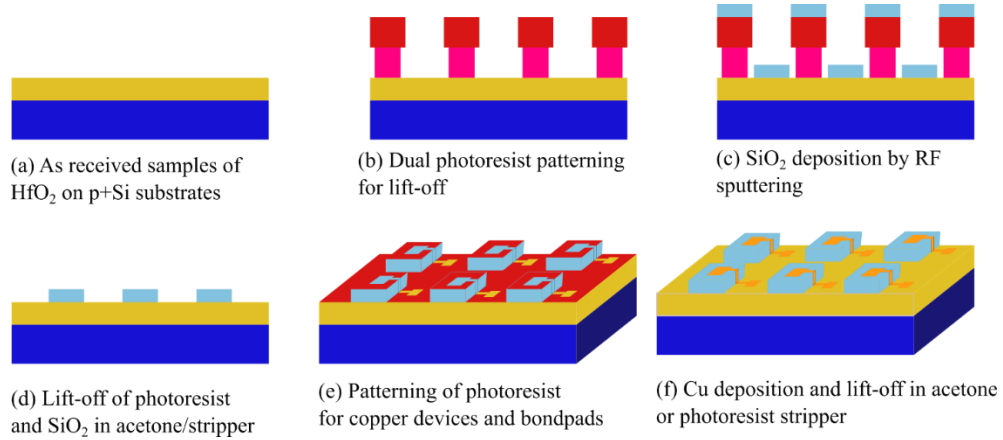 (a) As received samples of
HfO₂ on p+Si substrates
(b) Dual photoresist patterning
for lift-off
(c) SiO₂ deposition by RF
sputtering
(d) Lift-off of photoresist
and SiO₂ in acetone/stripper
(e) Patterning of photoresist
for copper devices and bondpads
(f) Cu deposition and lift-off in acetone
or photoresist stripper